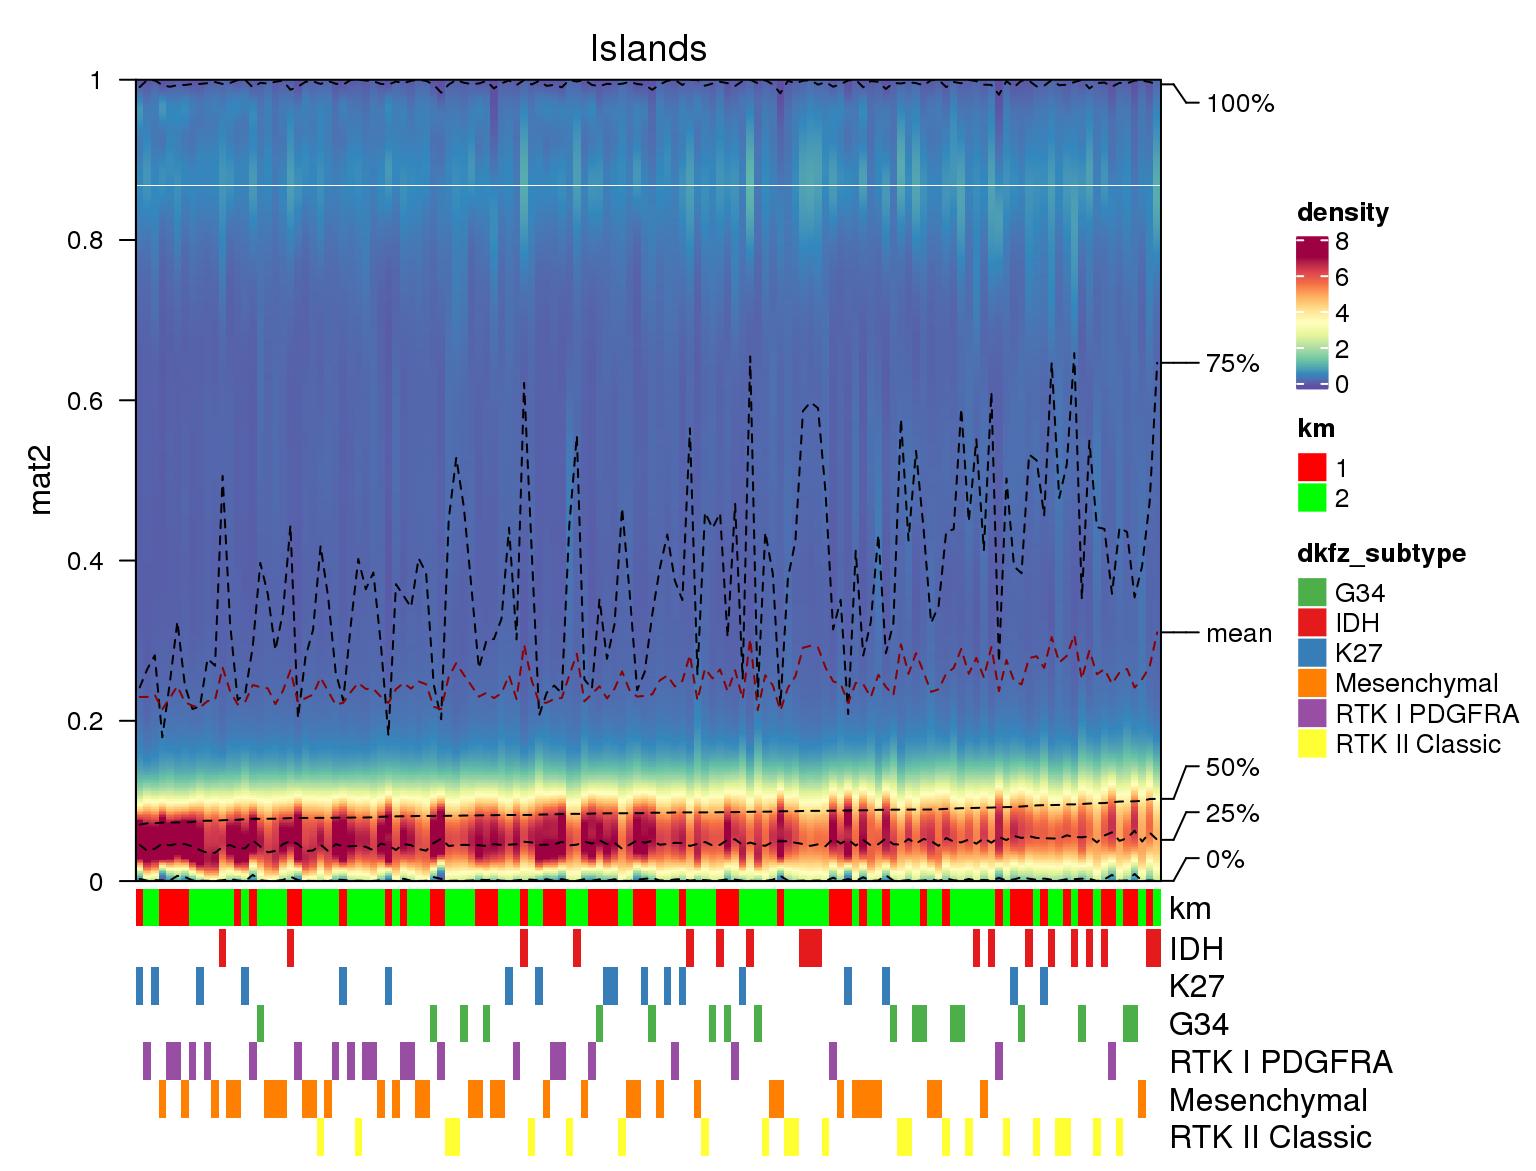 Islands
mat2
1
0.8
0.6
0.4
0.2
0
100%
75%
mean
50%
25%
0%
km
IDH
K27
G34
RTK I PDGFRA
Mesenchymal
RTK II Classic
density
8
6
4
2
0
km
1
2
dkfz_subtype
G34
IDH
K27
Mesenchymal
RTK I PDGFRA
RTK II Classic